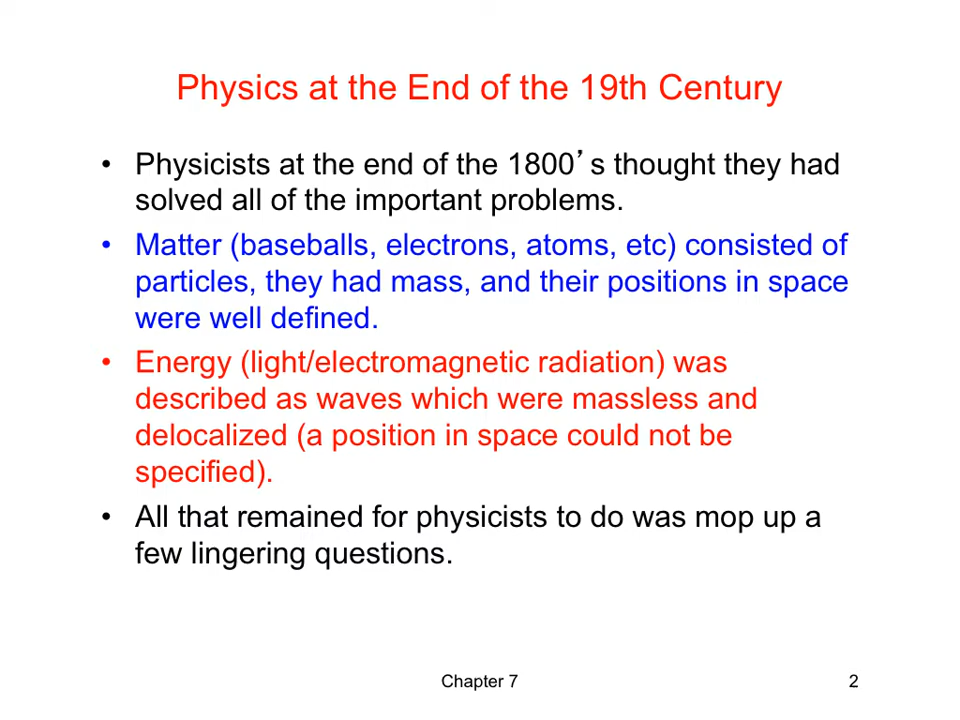 Physics at the End of the 19th Century
• Physicists at the end of the 1800’s thought they had
solved all of the important problems.
• Matter (baseballs, electrons, atoms, etc) consisted of
particles, they had mass, and their positions in space
were well defined.
• Energy (light/electromagnetic radiation) was
described as waves which were massless and
delocalized (a position in space could not be
specified).
• All that remained for physicists to do was mop up a
few lingering questions.
Chapter 7
2